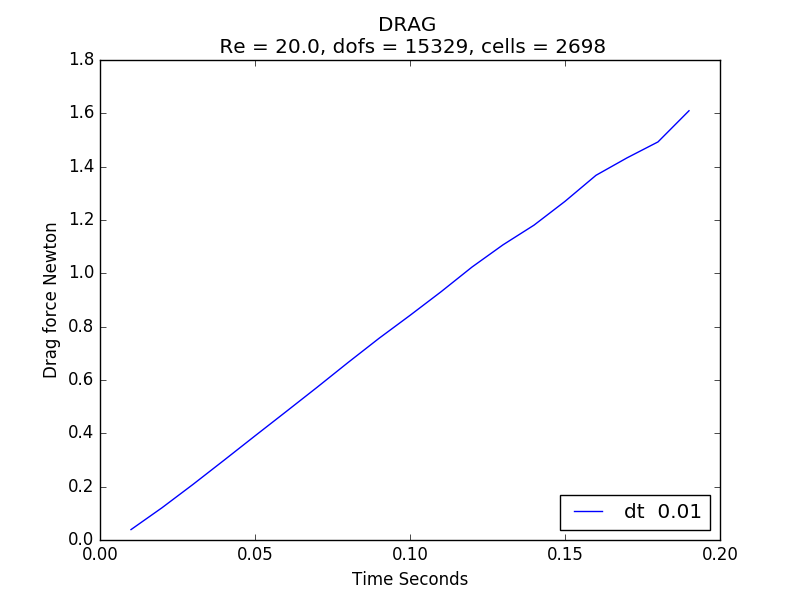 DRAG
Re = 20.0, dofs = 15329, cells = 2698
1.8
1.6
1.4
1.2
1.0
0.8
0.6
0.4
0.2
0.0
Drag force Newton
dt 0.01
0.00 0.05 0.10 0.15 0.20
Time Seconds